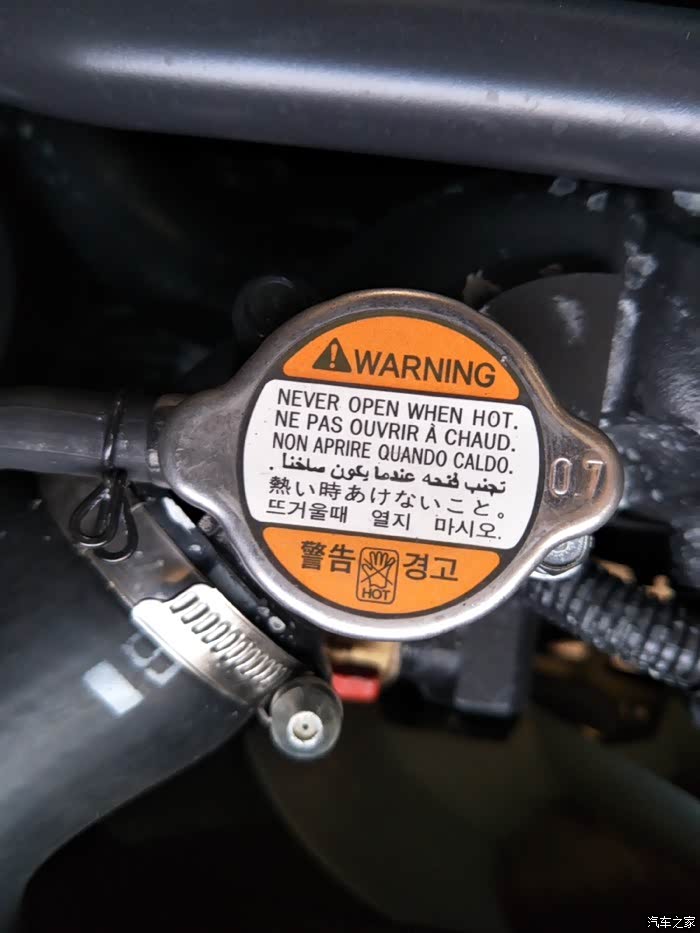 WARNING
NEVER OPEN WHEN HOT.
NE PAS OUVRIR À CHAUD.
NON APRIRE QUANDO CALDO.
تجنب فتحه عندما يكون ساخنا .
熱い時あけないこと。
뜨거울때 열지 마시오.
警告 HOT 경고
07
汽车之家